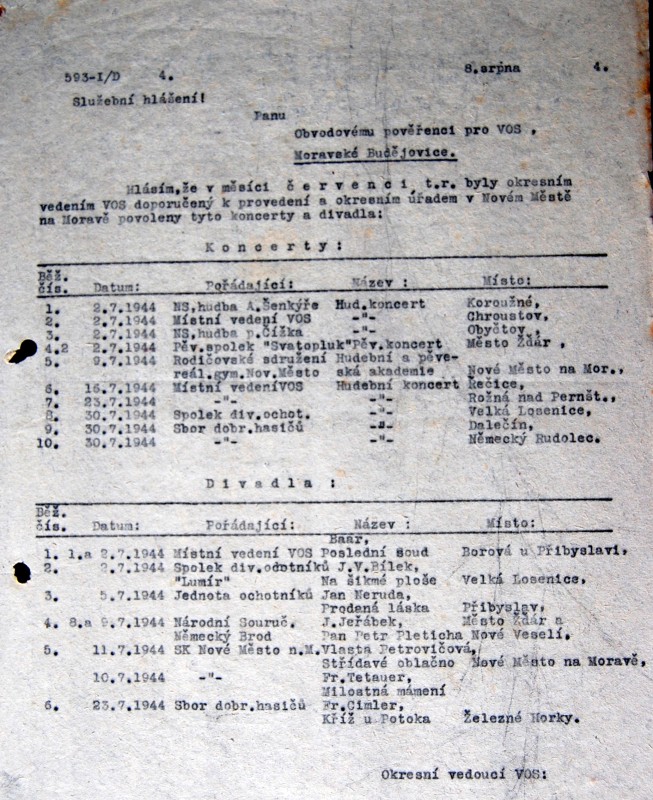 593-I/D 4. 8.srpna 4.
Služební hlášení!
Panu
Obvodovému pověřenci pro VOS ,
Moravské Budějovice.
Hlásím,že v měsíci č e r v e n c i, t.r. byly okresním
vedením VOS doporučený k provedení a okresním úřadem v Novém Městě
na Moravě povoleny tyto koncerty a divadla:
K o n c e r t y :
Běž.
čís. Datum: Pořádající: Název : Místo:
1. 2.7.1944 NS,hudba A.Šenkýře Hud.koncert Koroužné,
2. 2.7.1944 Místní vedení VOS -"- Chroustov,
3. 2.7.1944 NS,hudba p.Čížka -"- Obyčtov ,
4.2 2.7.1944 Pěv.spolek "Svatopluk" Pěv.koncert Město Žďár ,
5. 9.7.1944 Rodičovské sdružení Hudební a pěve-
reál.gym.Nov.Město ská akademie Nové Město na Mor.,
6. 16.7.1944 Místní vedeníVOS Hudební koncert Řečice,
7. 23.7.1944 -"- -"- Rožná nad Pernšt.,
8. 30.7.1944 Spolek div.ochot. -"- Velká Losenice,
9. 30.7.1944 Sbor dobr.hasičů -"- Dalečín,
10. 30.7.1944 -"- -"- Německý Rudolec.
D i v a d l a :
Běž.
čís. Datum: Pořádající: Název : Místo:
Baar,
1. 1.a 2.7.1944 Místní vedení VOS Poslední soud Borová u Přibyslavi,
2. 2.7.1944 Spolek div.odotníků J.V.Bílek,
"Lumír" Na šikmé ploše Velká Losenice,
3. 5.7.1944 Jednota ochotníků Jan Neruda,
Prodaná láska Přibyslav,
4. 8.a 9.7.1944 Národní Souruč. J.Jeřábek, Město Žďár a
Německý Brod Pan Petr Pleticha Nové Veselí.
5. 11.7.1944 SK Nové Město n.M.Vlasta Petrovičová,
Střídavé oblačno Nové Město na Moravě,
10.7.1944 -"- Fr.Tetauer,
Milostná mámení
6. 23.7.1944 Sbor dobr.hasičů Fr.Cimler,
Kříž u Potoka Železné Horky.
Okresní vedoucí VOS: